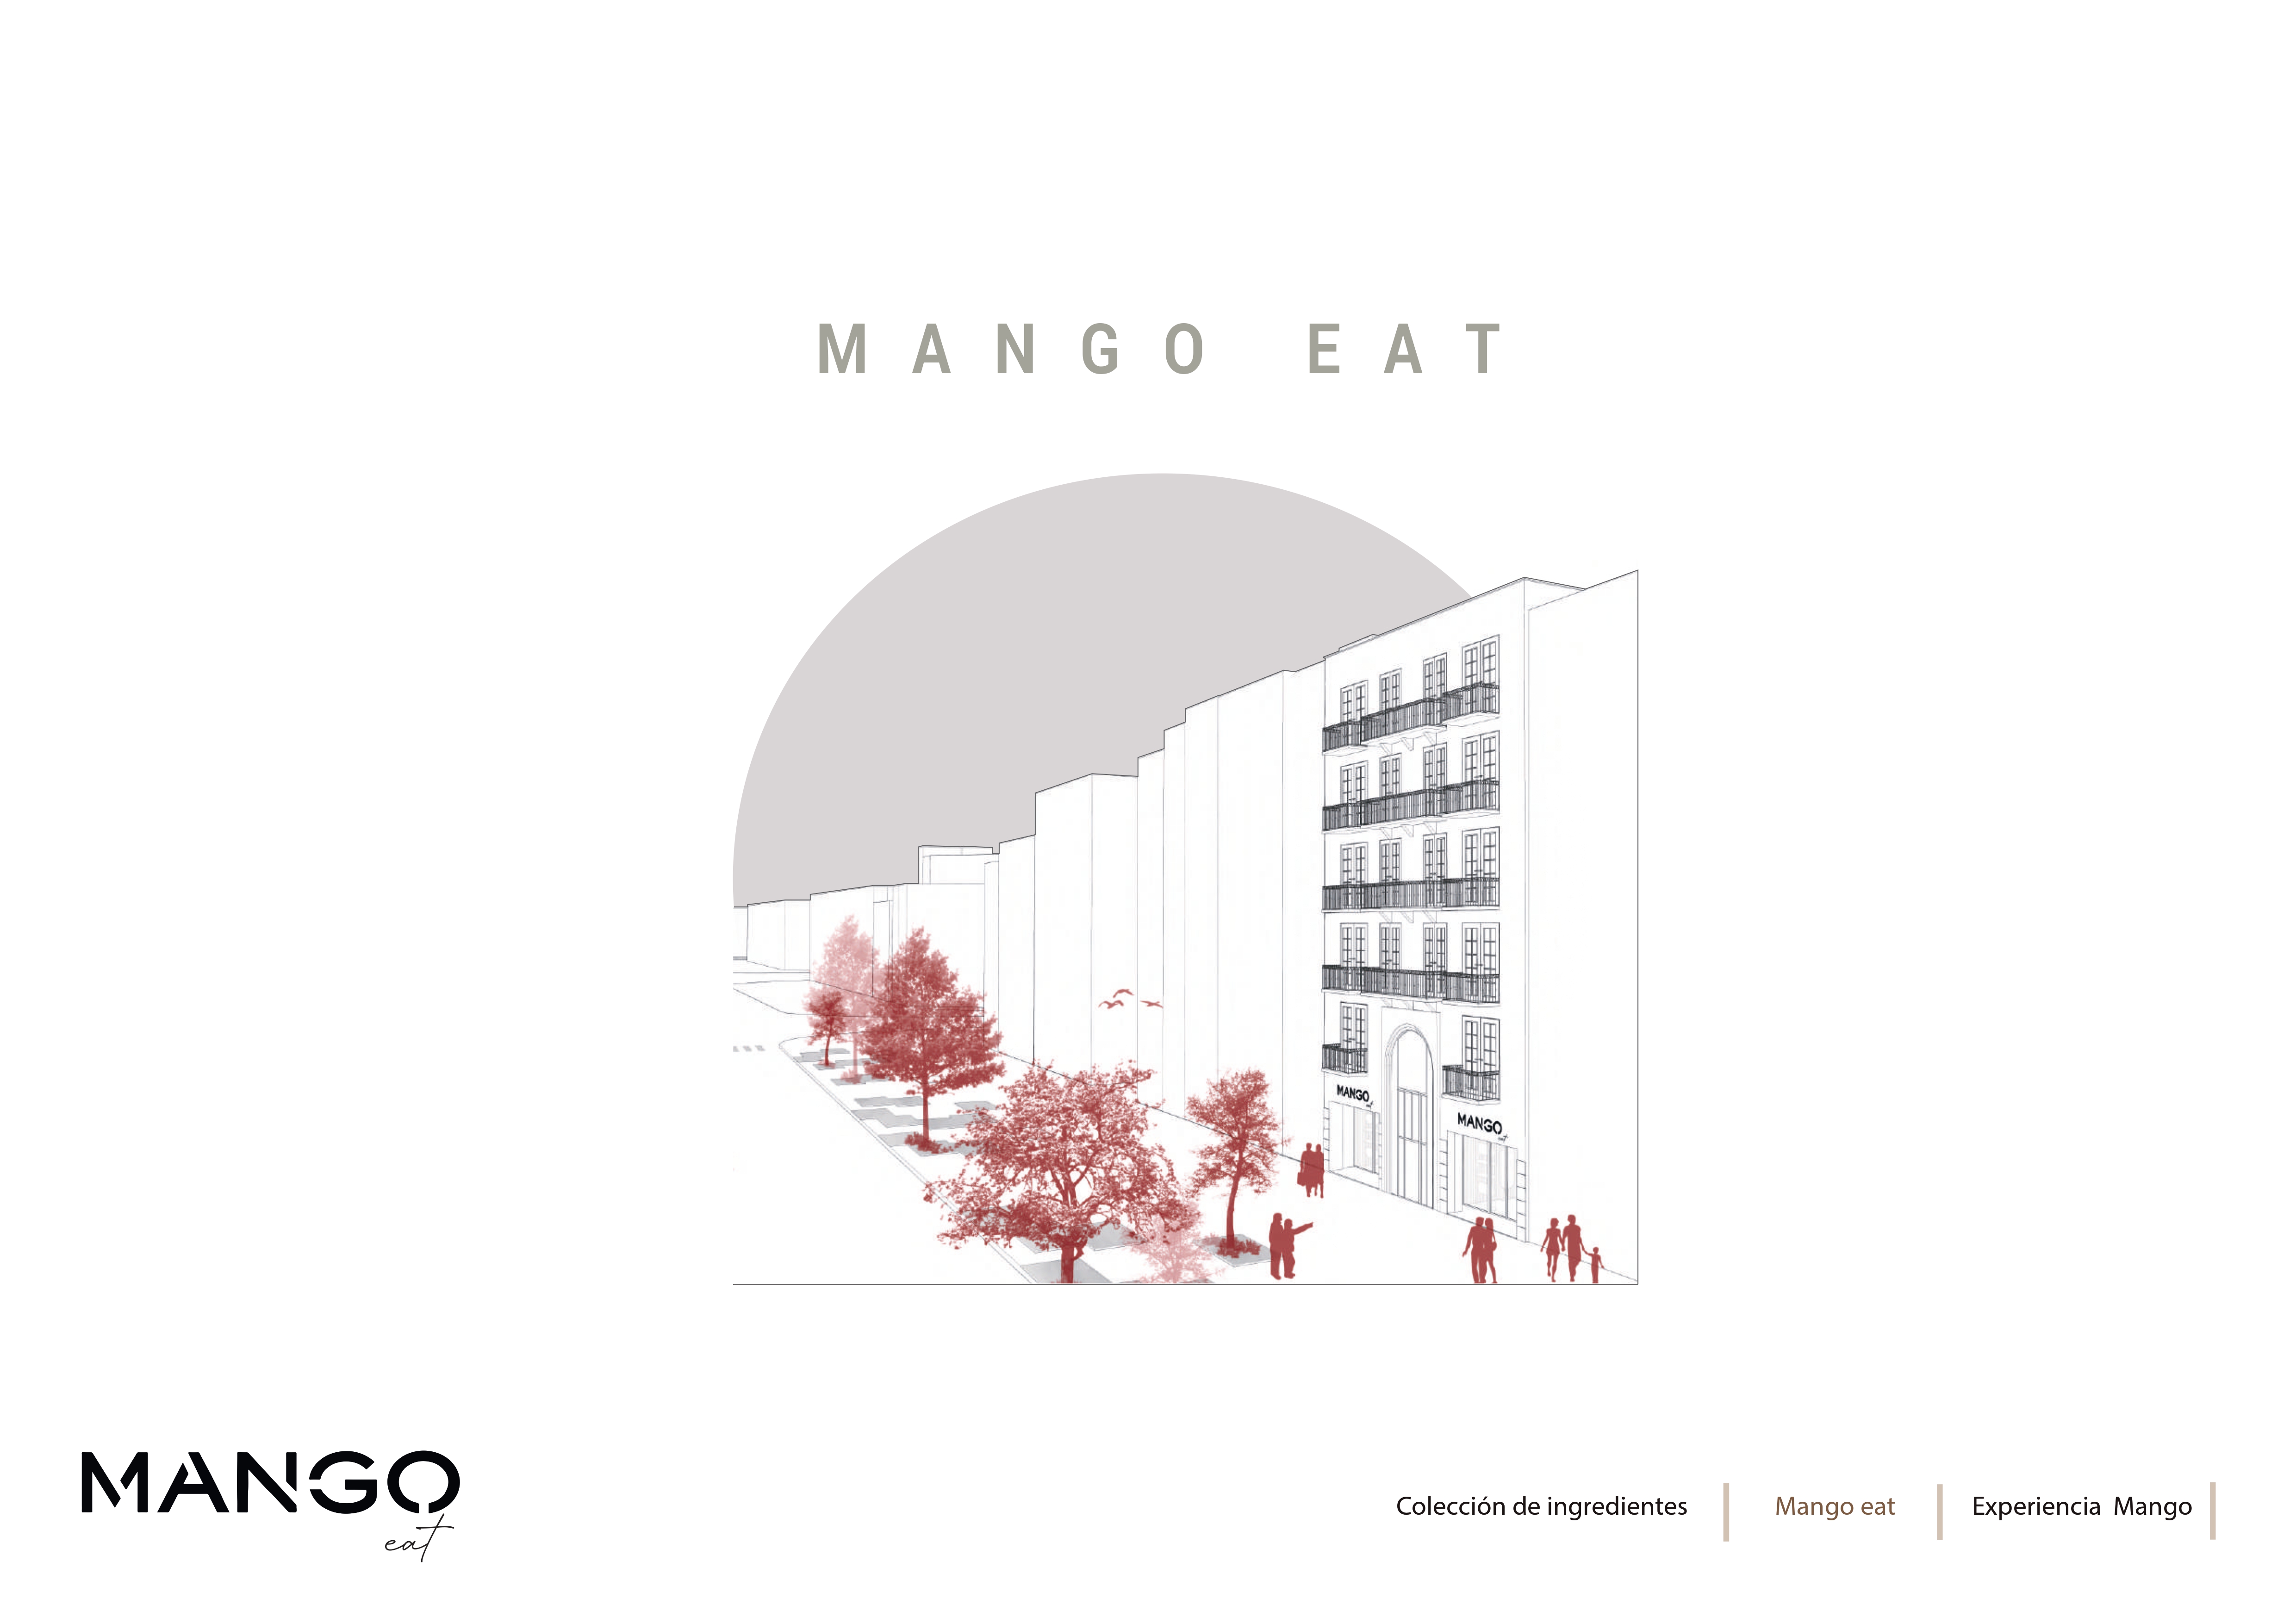 MANGO EAT
MANGO
eat
MANGO
eat
MANGO
eat
Colección de ingredientes
Mango eat
Experiencia Mango